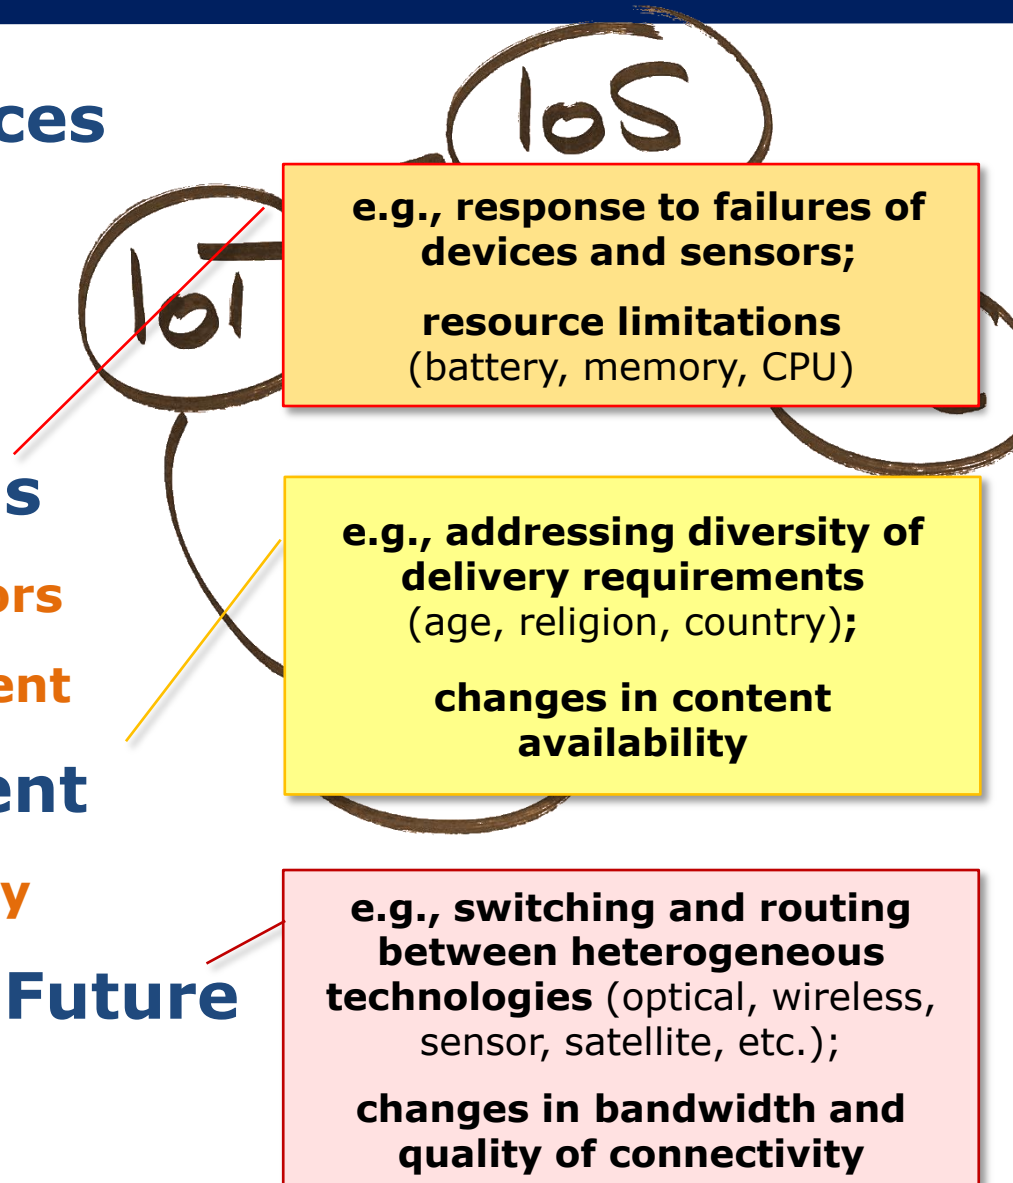 IoS
ces
e.g., response to failures of
devices and sensors;
IoT
resource limitations
(battery, memory, CPU)
s
e.g., addressing diversity of
delivery requirements
ors
(age, religion, country);
ent
changes in content
availability
ent
y
e.g., switching and routing
between heterogeneous
technologies (optical, wireless,
Future
sensor, satellite, etc.);
changes in bandwidth and
quality of connectivity